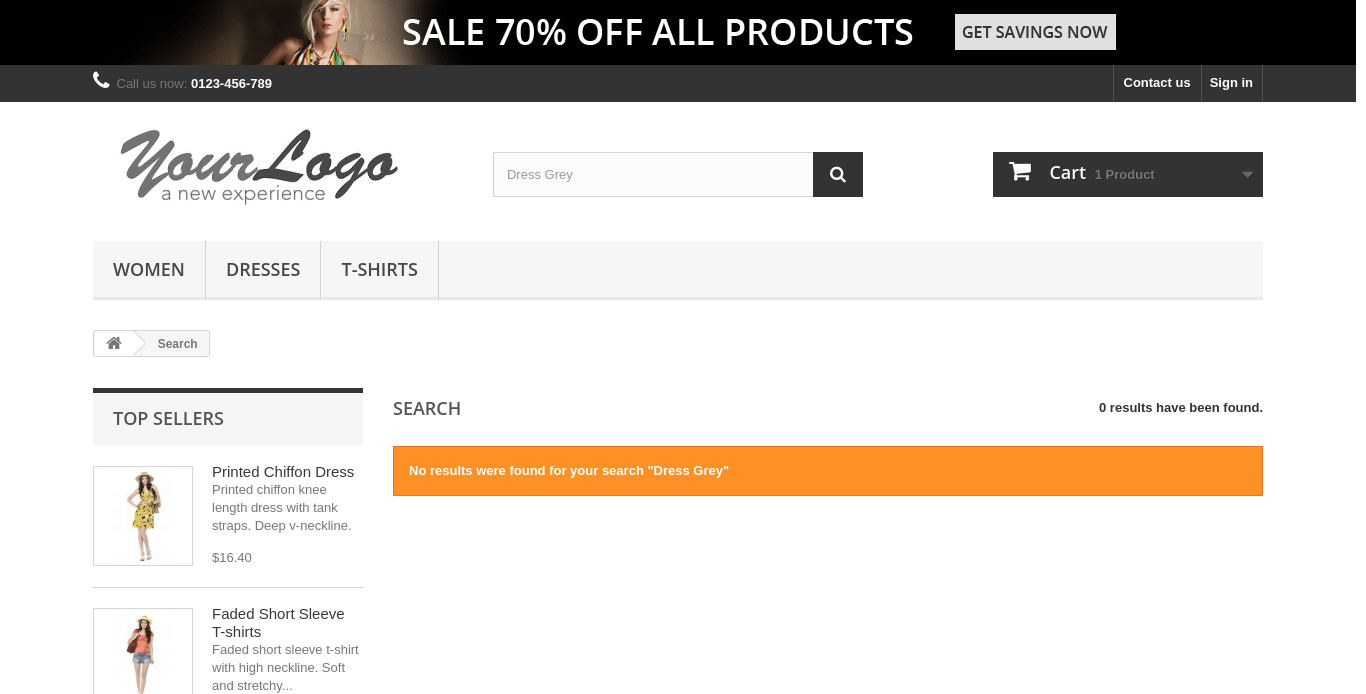 SALE 70% OFF ALL PRODUCTS
GET SAVINGS NOW
Call us now: 0123-456-789
Contact us
Sign in
Your Logo
a new experience
Dress Grey
Cart 1 Product
WOMEN
DRESSES
T-SHIRTS
Search
TOP SELLERS
Printed Chiffon Dress
Printed chiffon knee
length dress with tank
straps. Deep v-neckline.
$16.40
Faded Short Sleeve
T-shirts
Faded short sleeve t-shirt
with high neckline. Soft
and stretchy...
SEARCH
0 results have been found.
No results were found for your search "Dress Grey"